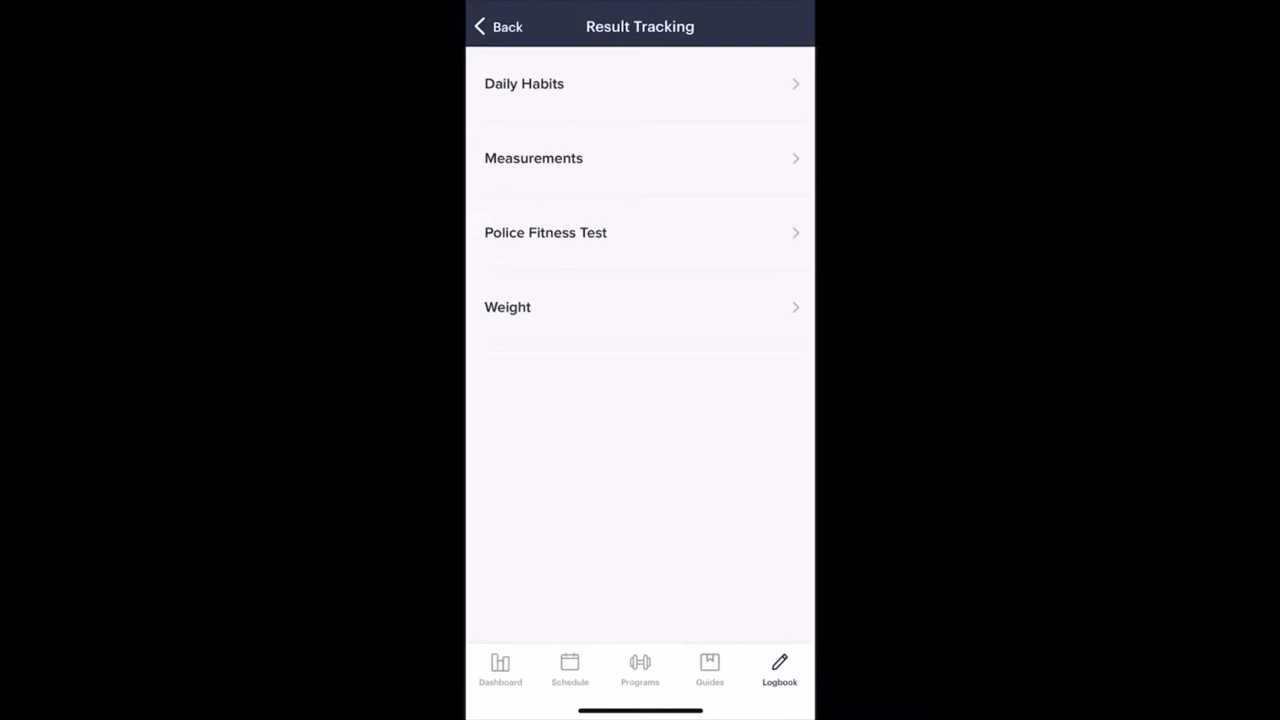 Back
Result Tracking
Daily Habits
Measurements
Police Fitness Test
Weight
Dashboard
Schedule
Programs
Guides
Logbook